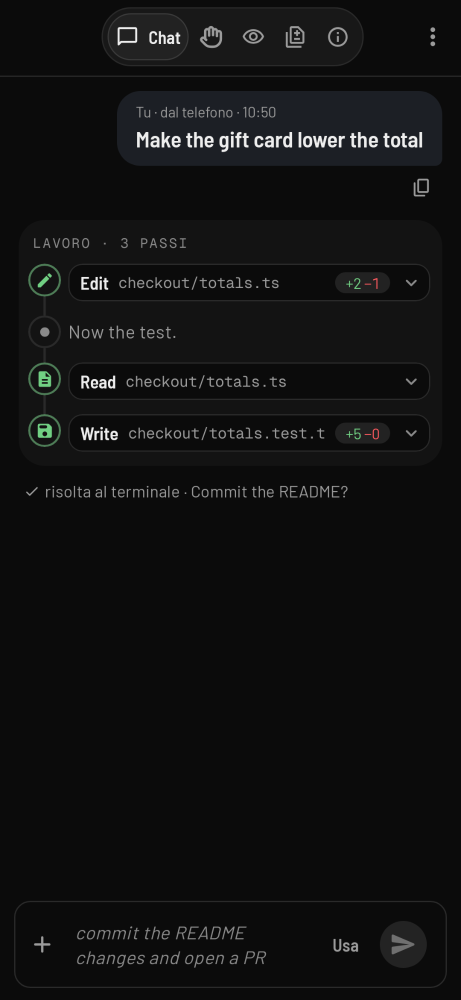 Chat
Tu · dal telefono · 10:50
Make the gift card lower the total
LAVORO · 3 PASSI
Edit checkout/totals.ts +2 −1
Now the test.
Read checkout/totals.ts
Write checkout/totals.test.t +5 −0
risolta al terminale · Commit the README?
commit the README
changes and open a PR
Usa